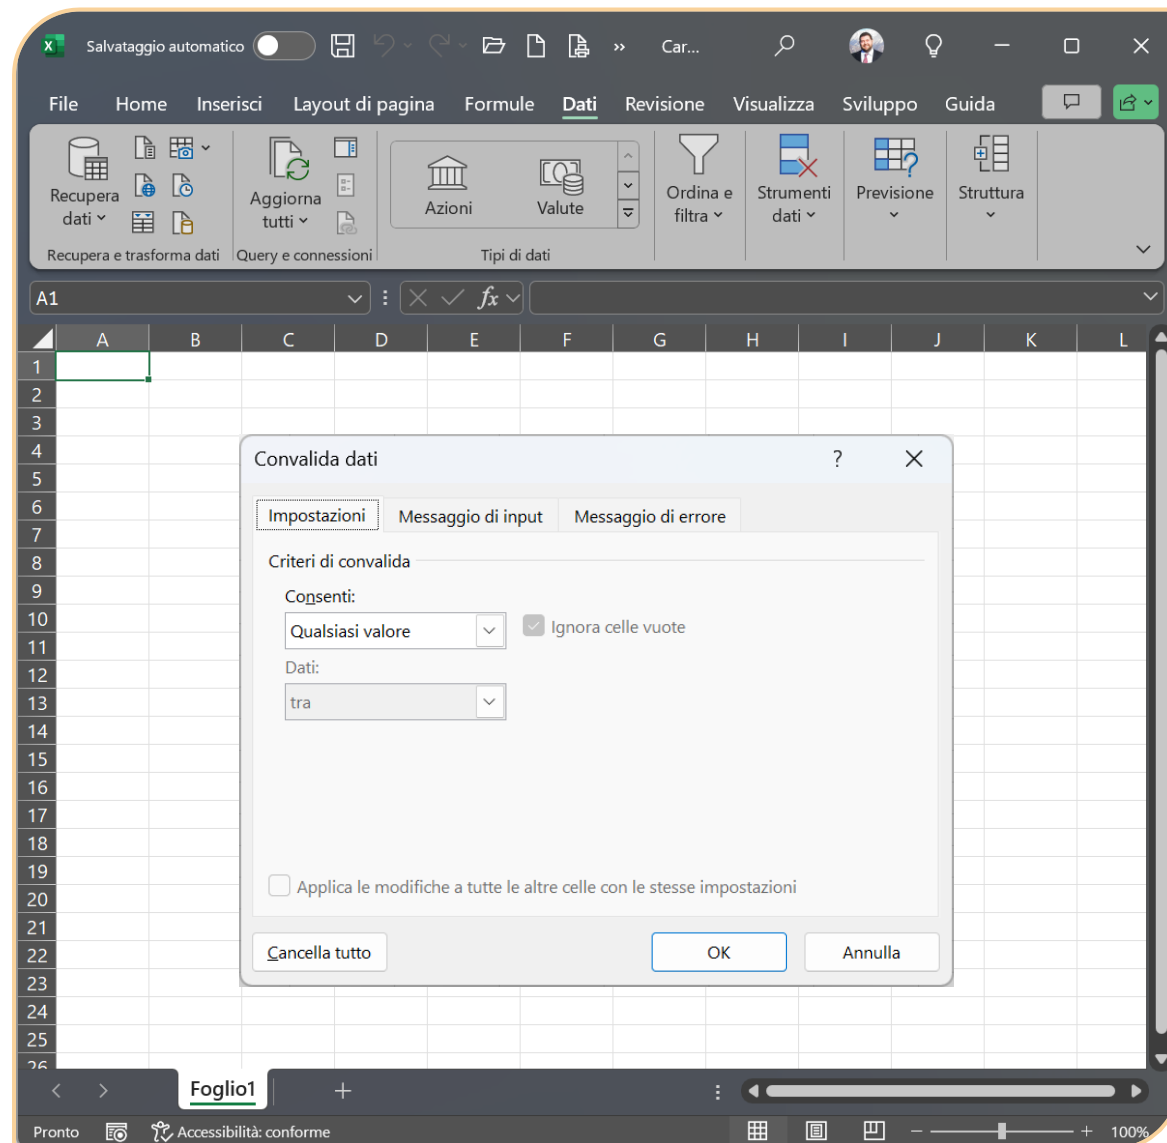 Salvataggio automatico
Car...
File Home Inserisci Layout di pagina Formule Dati Revisione Visualizza Sviluppo Guida
Recupera dati
Aggiorna tutti
Azioni
Valute
Ordina e filtra
Strumenti dati
Previsione
Struttura
Recupera e trasforma dati
Query e connessioni
Tipi di dati
A1
fx
A B C D E F G H I J K L
1
2
3
4
5
6
7
8
9
10
11
12
13
14
15
16
17
18
19
20
21
22
23
24
25
26
Convalida dati ?
Impostazioni Messaggio di input Messaggio di errore
Criteri di convalida
Consenti:
Qualsiasi valore
Ignora celle vuote
Dati:
tra
Applica le modifiche a tutte le altre celle con le stesse impostazioni
Cancella tutto OK Annulla
Foglio1
Pronto Accessibilità: conforme 100%